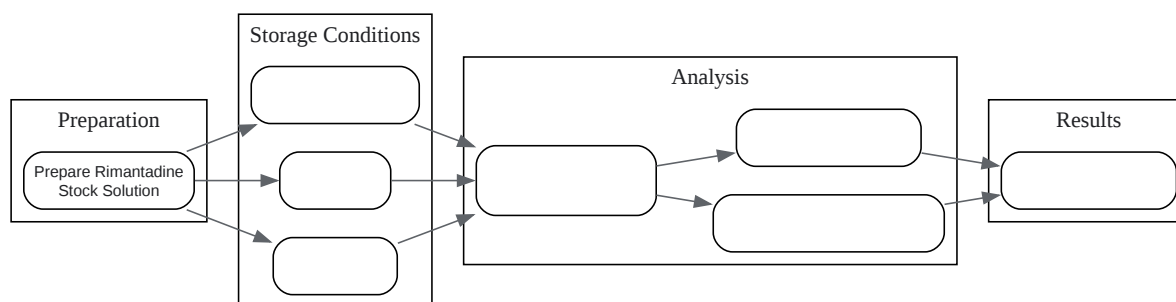 Storage Conditions
Analysis
Preparation
Results
Prepare Rimantadine
Stock Solution